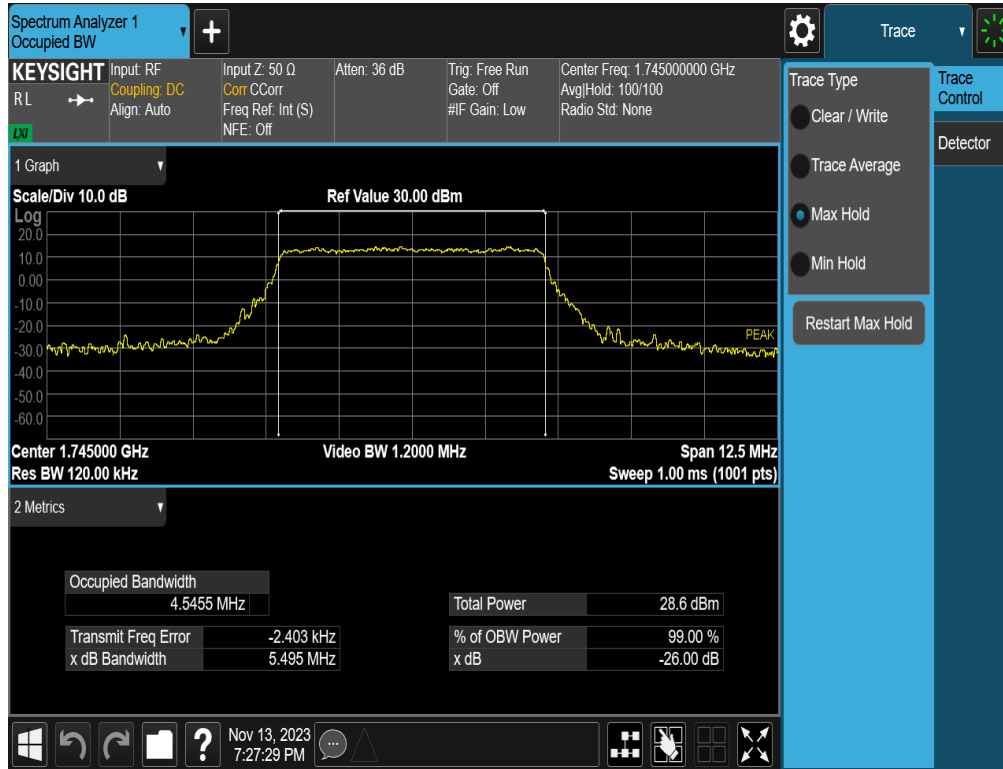 Spectrum Analyzer 1
Occupied BW
Trace
KEYSIGHT
R L
LXI
Input: RF
Coupling: DC
Align: Auto
Input Z: 50 Ω
Corr CCorr
Freq Ref: Int (S)
NFE: Off
Atten: 36 dB
Trig: Free Run
Gate: Off
#IF Gain: Low
Center Freq: 1.745000000 GHz
Avg|Hold: 100/100
Radio Std: None
Trace Type
Clear / Write
Trace Average
Max Hold
Min Hold
Restart Max Hold
Trace
Control
Detector
1 Graph
Scale/Div 10.0 dB
Ref Value 30.00 dBm
Log
20.0
10.0
0.00
-10.0
-20.0
-30.0
-40.0
-50.0
-60.0
PEAK
Center 1.745000 GHz
Video BW 1.2000 MHz
Span 12.5 MHz
Res BW 120.00 kHz
Sweep 1.00 ms (1001 pts)
2 Metrics
Occupied Bandwidth
4.5455 MHz
Total Power 28.6 dBm
Transmit Freq Error -2.403 kHz
% of OBW Power 99.00 %
x dB Bandwidth 5.495 MHz
x dB -26.00 dB
Nov 13, 2023
7:27:29 PM